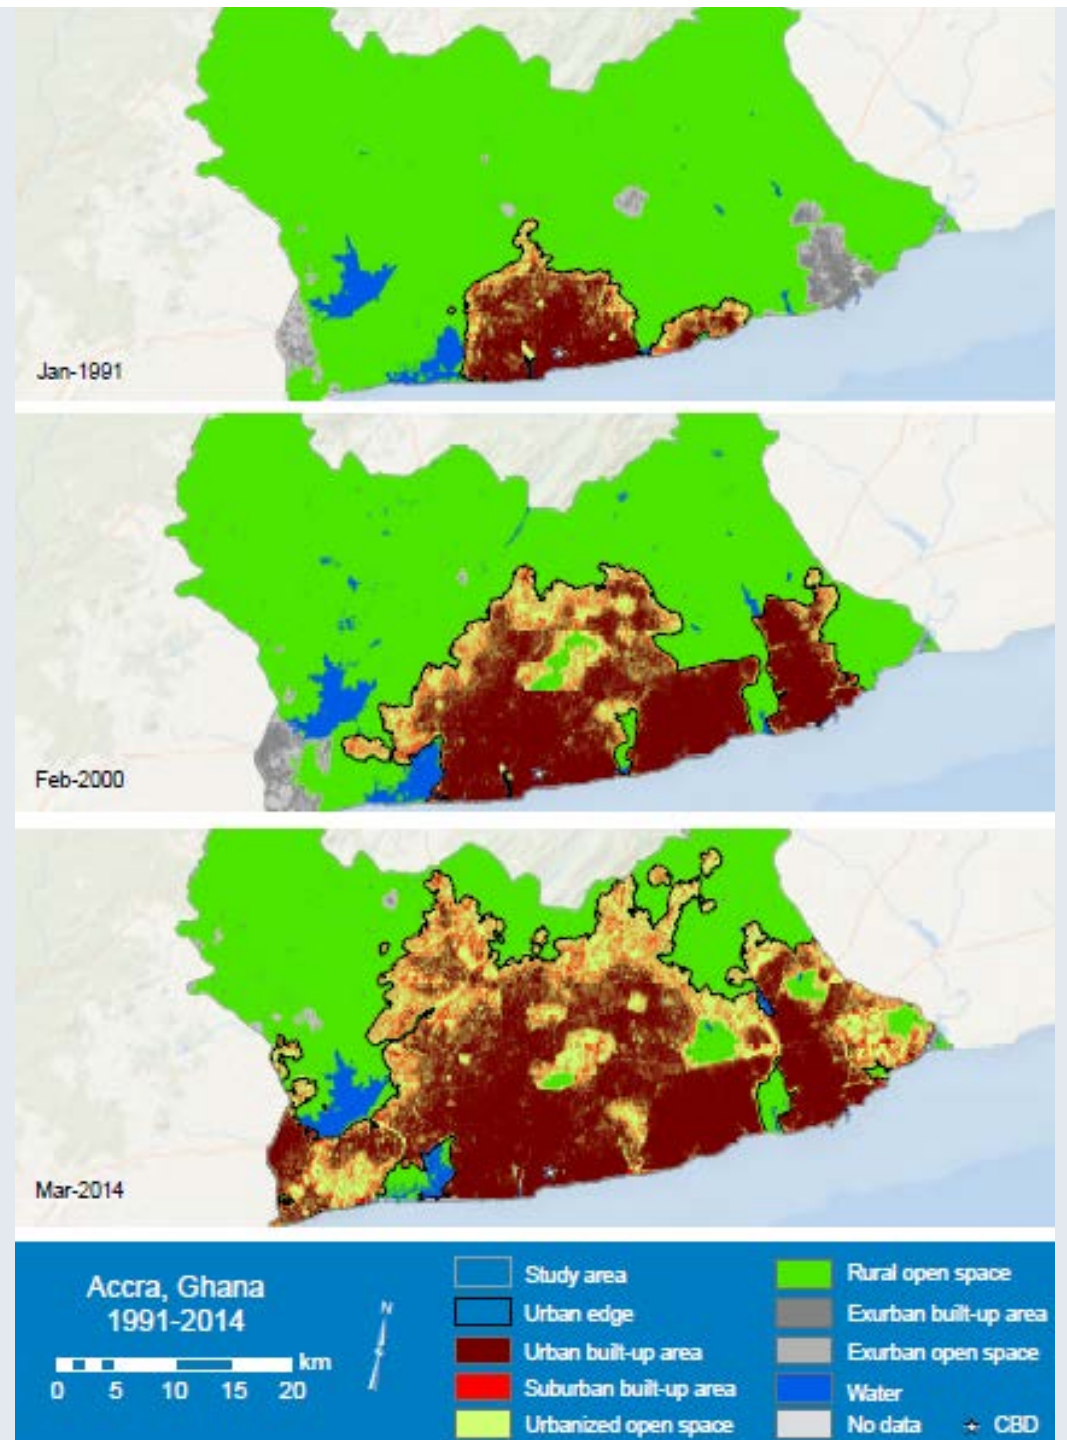 Jan-1991
Feb-2000
Mar-2014
Accra, Ghana
1991-2014
km
0 5 10 15 20
N
Study area
Urban edge
Urban built-up area
Suburban built-up area
Urbanized open space
Rural open space
Exurban built-up area
Exurban open space
Water
No data
CBD